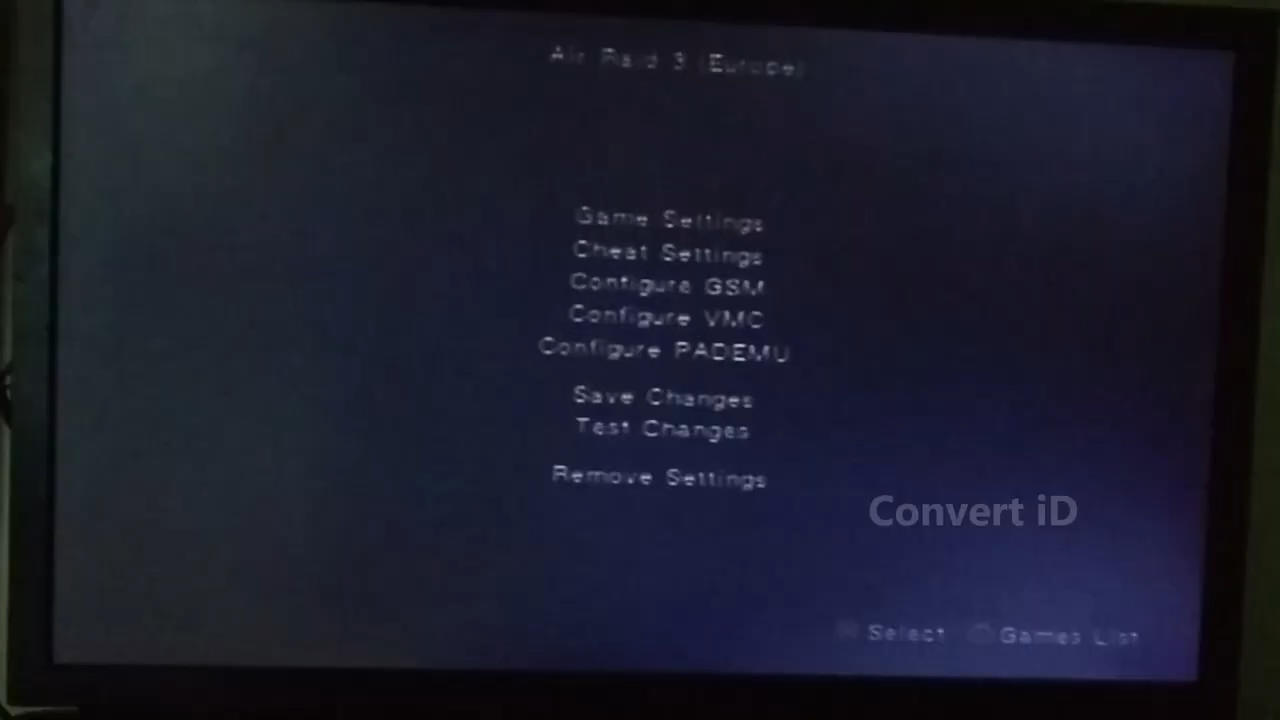 Air Raid 3 (Europe)
Game Settings
Cheat Settings
Configure GSM
Configure VMC
Configure PADEMU
Save Changes
Test Changes
Remove Settings
Convert iD
Select Games List